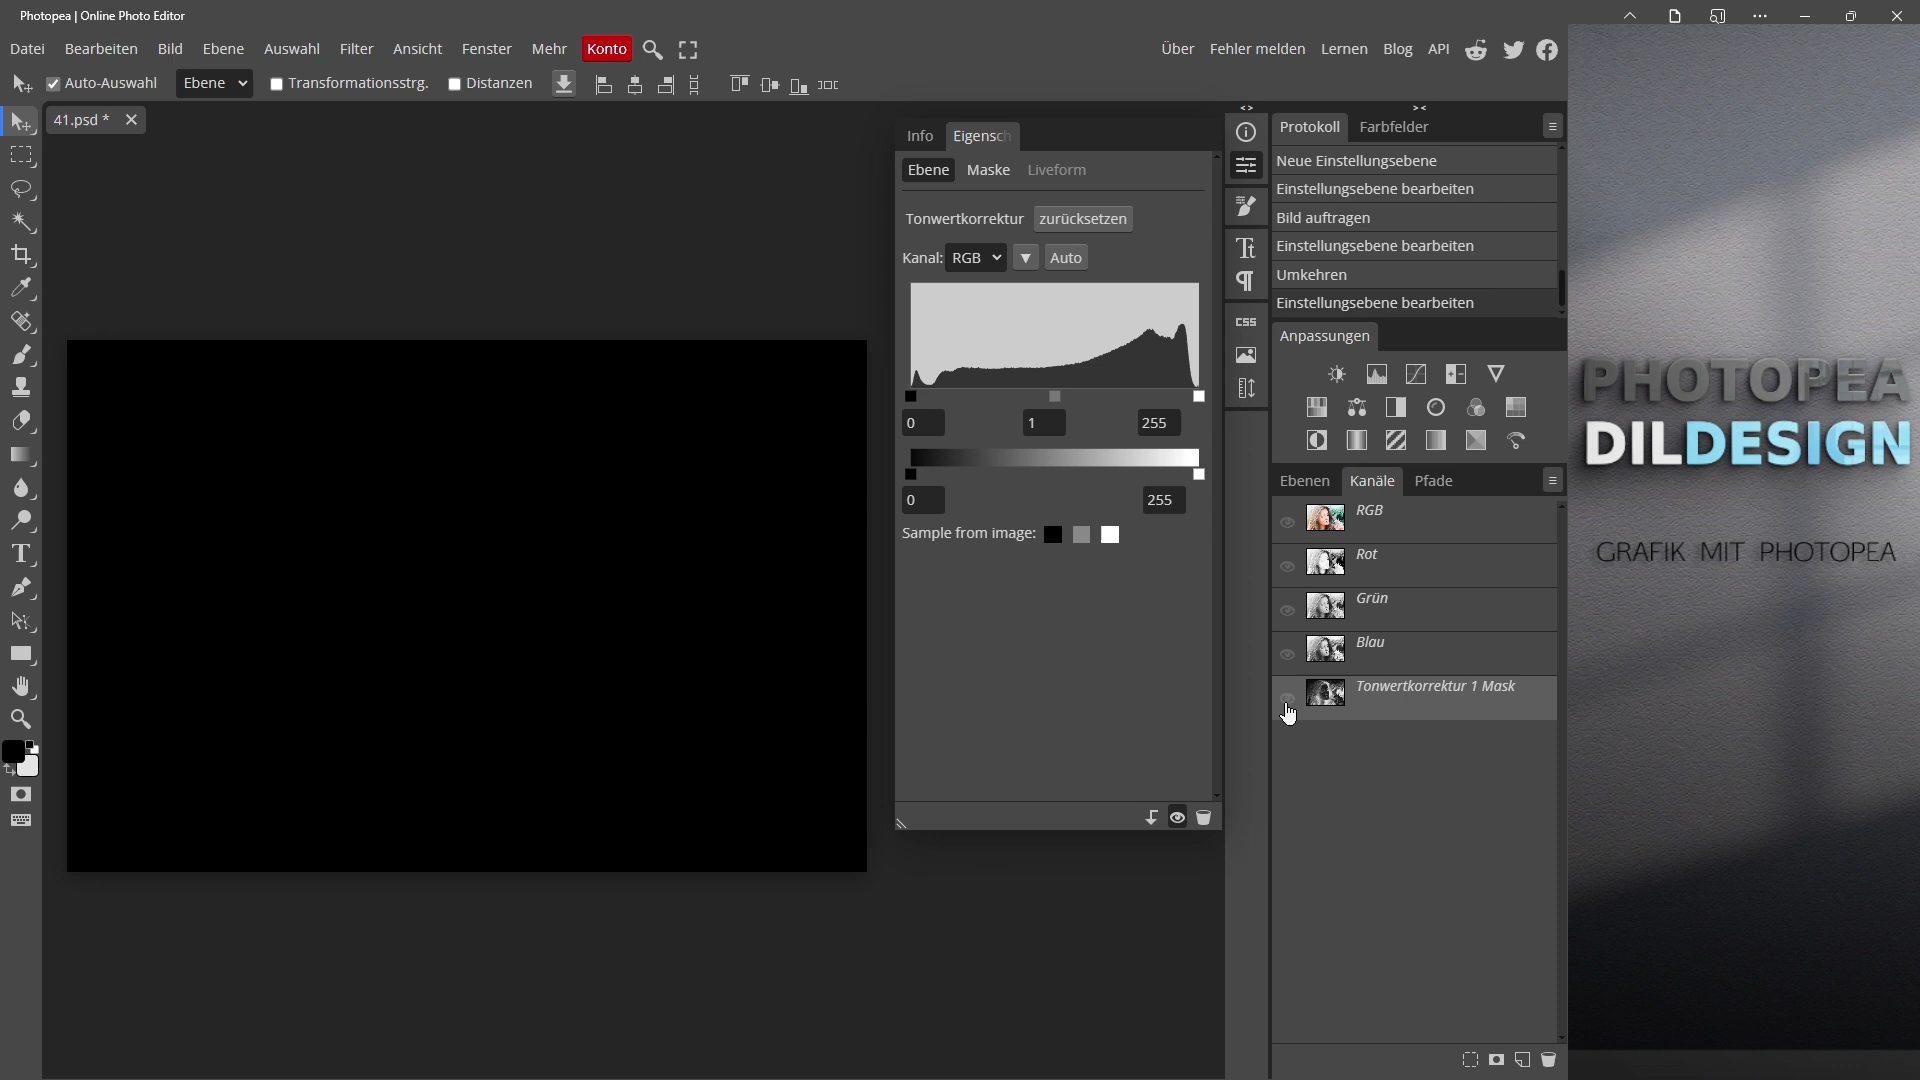 Photopea | Online Photo Editor
Datei Bearbeiten Bild Ebene Auswahl Filter Ansicht Fenster Mehr Konto
Über Fehler melden Lernen Blog API
Auto-Auswahl Ebene Transformationsstrg. Distanzen
41.psd *
Info Eigensch
Ebene Maske Liveform
Tonwertkorrektur zurücksetzen
Kanal: RGB ▼ Auto
0 1 255
0 255
Sample from image:
CSS
Protokoll Farbfelder
Neue Einstellungsebene
Einstellungsebene bearbeiten
Bild auftragen
Einstellungsebene bearbeiten
Umkehren
Einstellungsebene bearbeiten
Anpassungen
Ebenen Kanäle Pfade
RGB
Rot
Grün
Blau
Tonwertkorrektur 1 Mask
PHOTOPEA
DILDESIGN
GRAFIK MIT PHOTOPEA